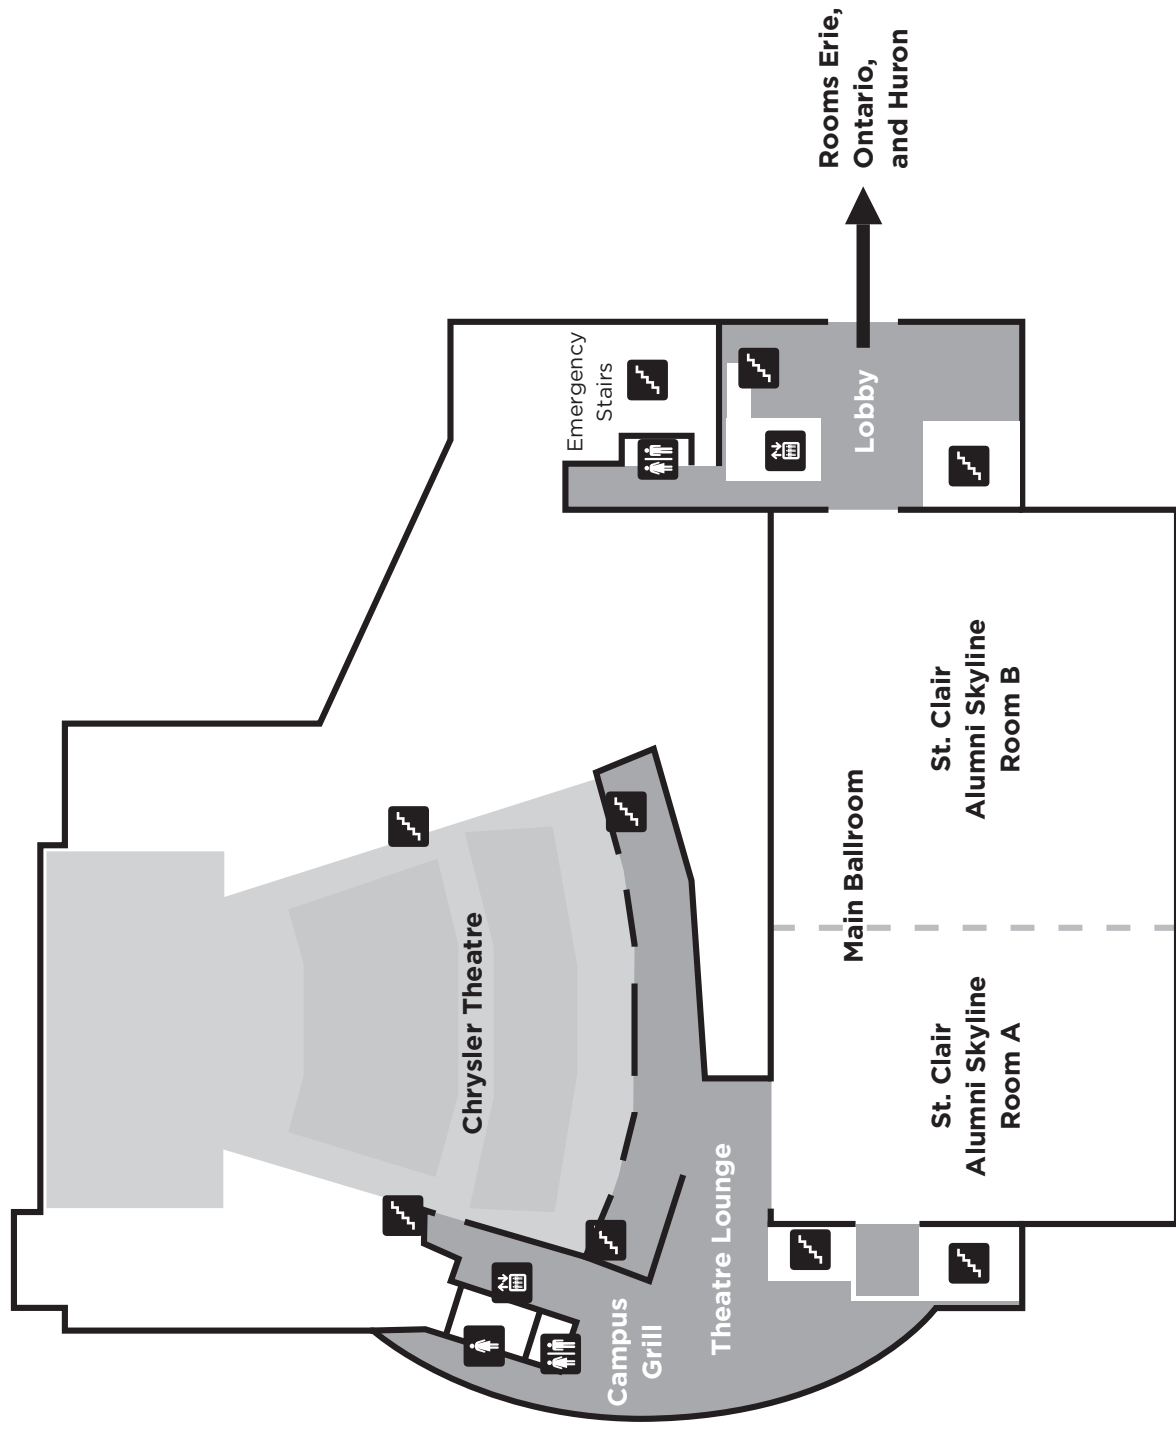 Rooms Erie,
Ontario,
and Huron
Emergency
Stairs
Lobby
Chrysler Theatre
Main Ballroom
St. Clair
Alumni Skyline
Room B
St. Clair
Alumni Skyline
Room A
Theatre Lounge
Campus
Grill